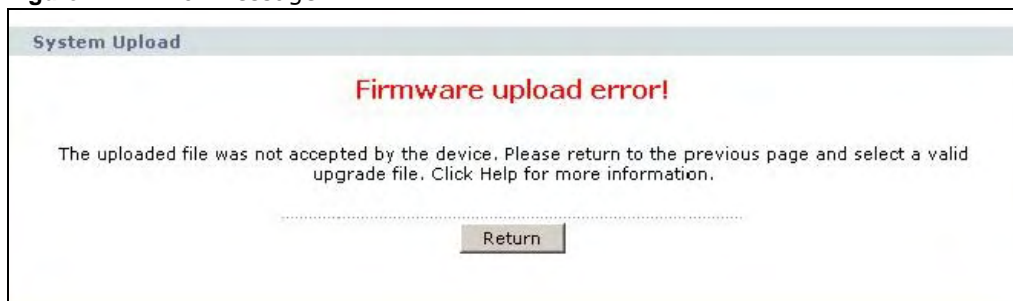 System Upload
Firmware upload error!
The uploaded file was not accepted by the device. Please return to the previous page and select a valid
upgrade file. Click Help for more information.
Return